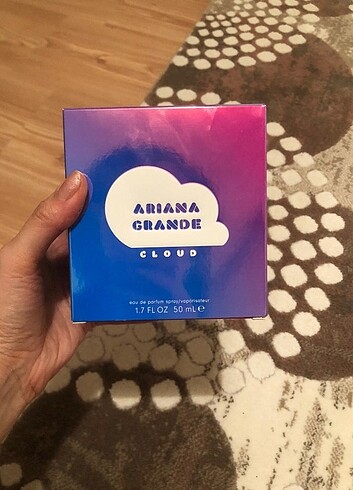 ARIANA
GRANDE
CLOUD
eau de parfum spray/vaporisateur
1.7 FL OZ 50 mL ℮